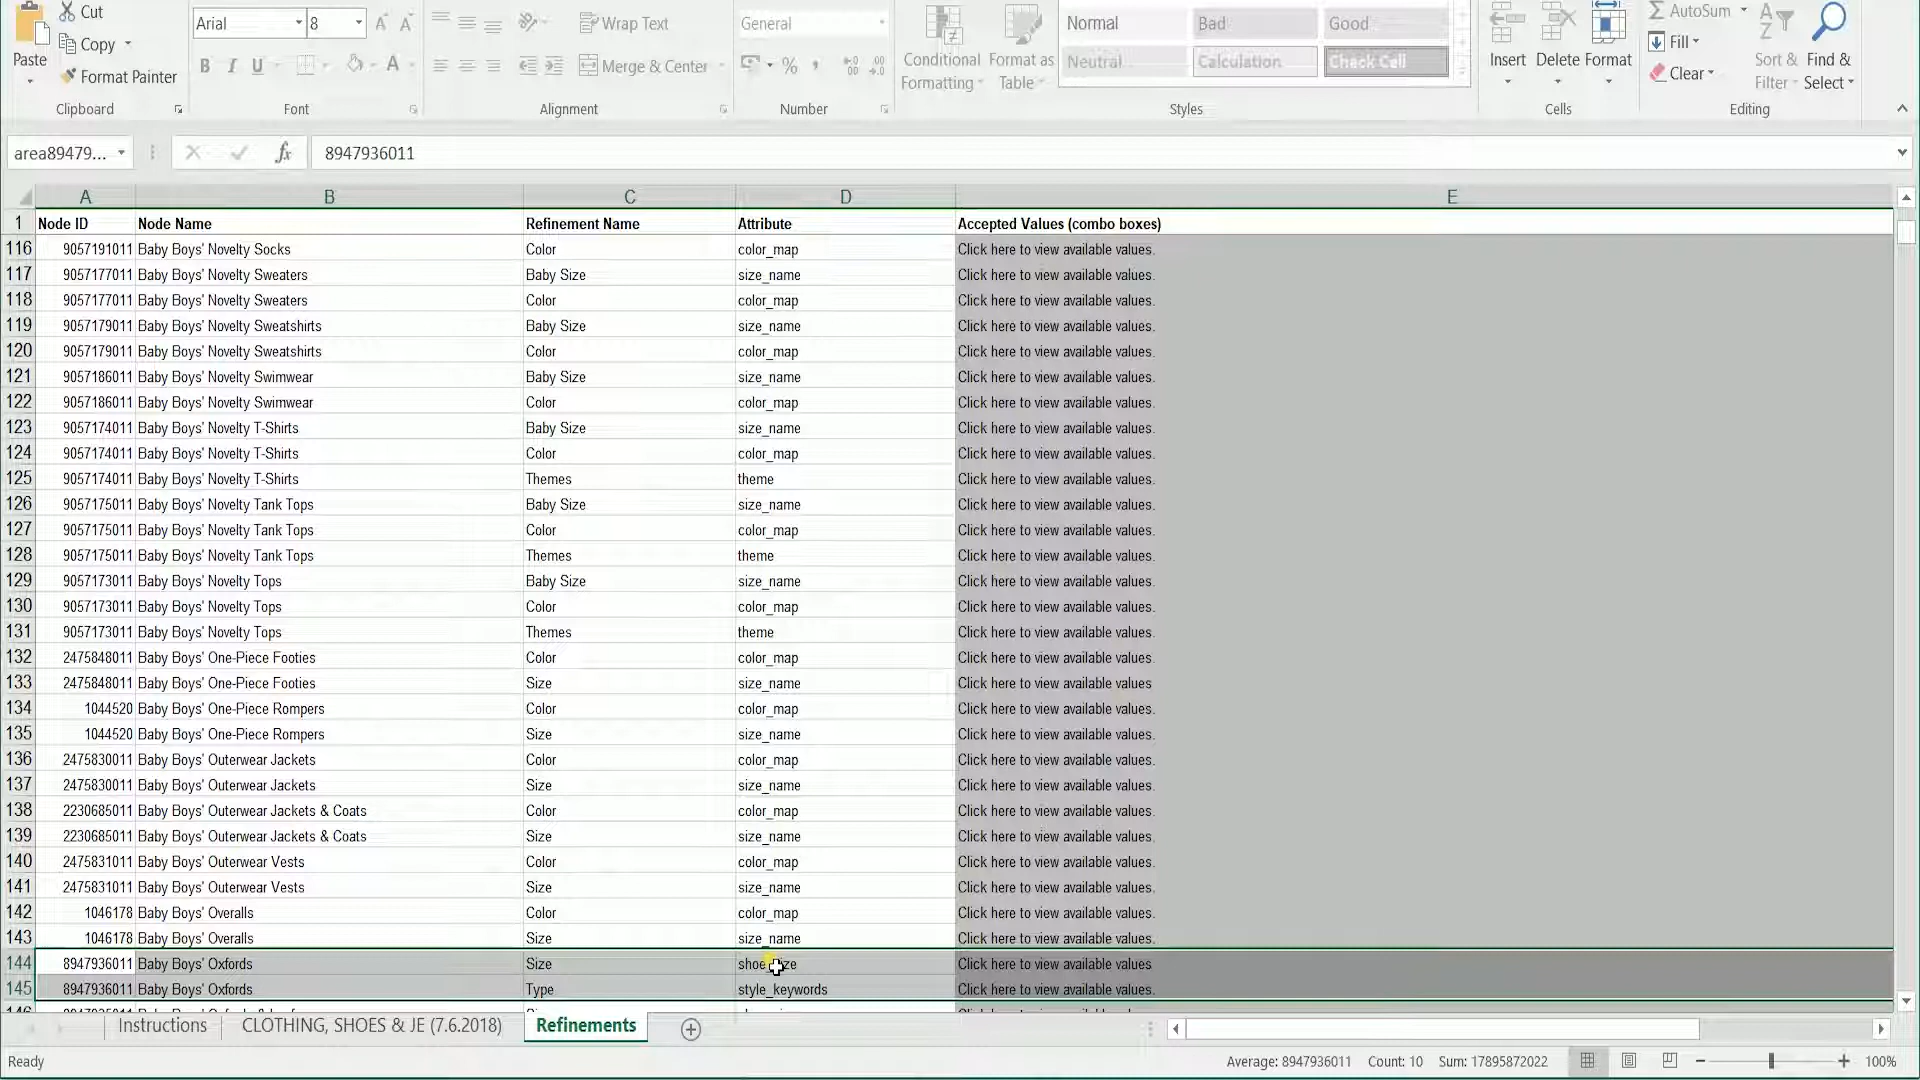 Cut
Copy
Format Painter
Paste
Clipboard
Arial
8
B I U
Font
Wrap Text
Merge & Center
Alignment
General
Number
Conditional Formatting
Format as Table
Normal
Bad
Good
Neutral
Calculation
Check Cell
Styles
Insert
Delete
Format
Cells
AutoSum
Fill
Clear
Sort & Filter
Find & Select
Editing
area89479...
fx
8947936011
A B C D E
1 Node ID Node Name Refinement Name Attribute Accepted Values (combo boxes)
116 9057191011 Baby Boys' Novelty Socks Color color_map Click here to view available values.
117 9057177011 Baby Boys' Novelty Sweaters Baby Size size_name Click here to view available values.
118 9057177011 Baby Boys' Novelty Sweaters Color color_map Click here to view available values.
119 9057179011 Baby Boys' Novelty Sweatshirts Baby Size size_name Click here to view available values.
120 9057179011 Baby Boys' Novelty Sweatshirts Color color_map Click here to view available values.
121 9057186011 Baby Boys' Novelty Swimwear Baby Size size_name Click here to view available values.
122 9057186011 Baby Boys' Novelty Swimwear Color color_map Click here to view available values.
123 9057174011 Baby Boys' Novelty T-Shirts Baby Size size_name Click here to view available values.
124 9057174011 Baby Boys' Novelty T-Shirts Color color_map Click here to view available values.
125 9057174011 Baby Boys' Novelty T-Shirts Themes theme Click here to view available values.
126 9057175011 Baby Boys' Novelty Tank Tops Baby Size size_name Click here to view available values.
127 9057175011 Baby Boys' Novelty Tank Tops Color color_map Click here to view available values.
128 9057175011 Baby Boys' Novelty Tank Tops Themes theme Click here to view available values.
129 9057173011 Baby Boys' Novelty Tops Baby Size size_name Click here to view available values.
130 9057173011 Baby Boys' Novelty Tops Color color_map Click here to view available values.
131 9057173011 Baby Boys' Novelty Tops Themes theme Click here to view available values.
132 2475848011 Baby Boys' One-Piece Footies Color color_map Click here to view available values.
133 2475848011 Baby Boys' One-Piece Footies Size size_name Click here to view available values
134 1044520 Baby Boys' One-Piece Rompers Color color_map Click here to view available values.
135 1044520 Baby Boys' One-Piece Rompers Size size_name Click here to view available values.
136 2475830011 Baby Boys' Outerwear Jackets Color color_map Click here to view available values.
137 2475830011 Baby Boys' Outerwear Jackets Size size_name Click here to view available values.
138 2230685011 Baby Boys' Outerwear Jackets & Coats Color color_map Click here to view available values.
139 2230685011 Baby Boys' Outerwear Jackets & Coats Size size_name Click here to view available values.
140 2475831011 Baby Boys' Outerwear Vests Color color_map Click here to view available values.
141 2475831011 Baby Boys' Outerwear Vests Size size_name Click here to view available values.
142 1046178 Baby Boys' Overalls Color color_map Click here to view available values.
143 1046178 Baby Boys' Overalls Size size_name Click here to view available values.
144 8947936011 Baby Boys' Oxfords Size shoe_size Click here to view available values
145 8947936011 Baby Boys' Oxfords Type style_keywords Click here to view available values.
Instructions CLOTHING, SHOES & JE (7.6.2018) Refinements
Ready Average: 8947936011 Count: 10 Sum: 17895872022 100%